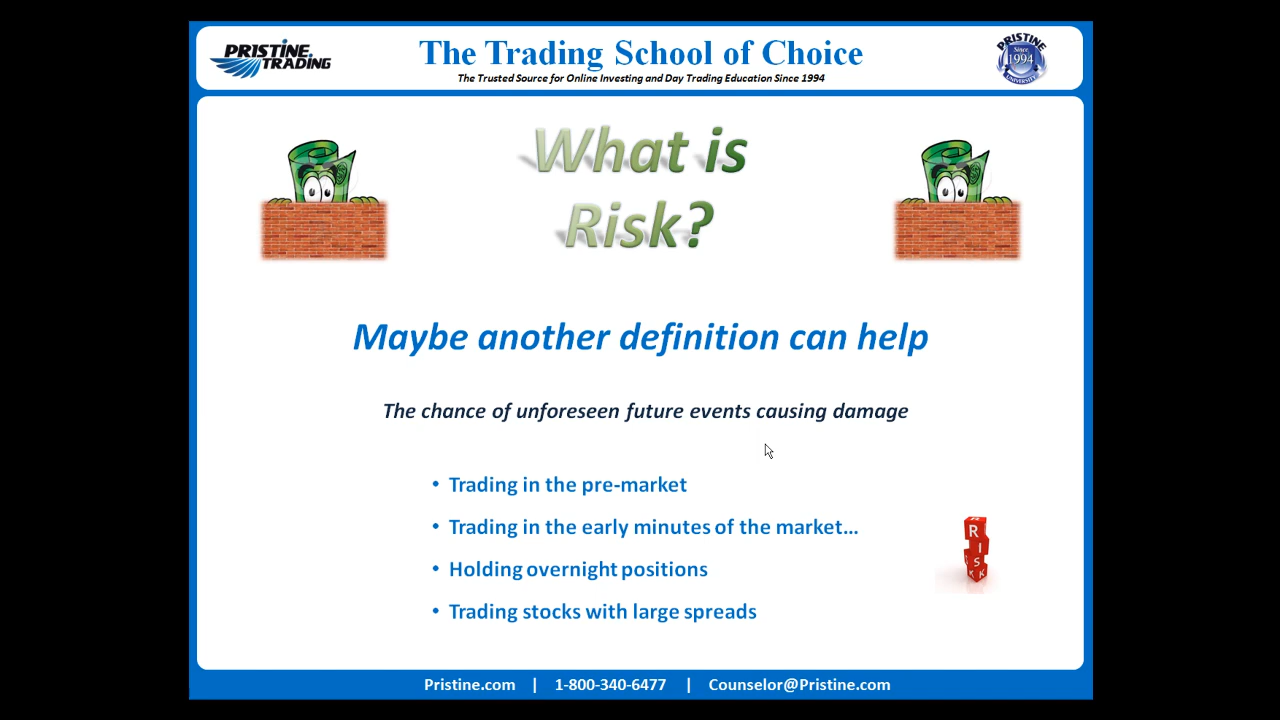 PRISTINE.
TRADING
The Trading School of Choice
The Trusted Source for Online Investing and Day Trading Education Since 1994
PRISTINE
Since
1994
UNIVERSITY
What is
Risk?
Maybe another definition can help
The chance of unforeseen future events causing damage
• Trading in the pre-market
• Trading in the early minutes of the market...
• Holding overnight positions
• Trading stocks with large spreads
R
I
S
K
Pristine.com | 1-800-340-6477 | Counselor@Pristine.com